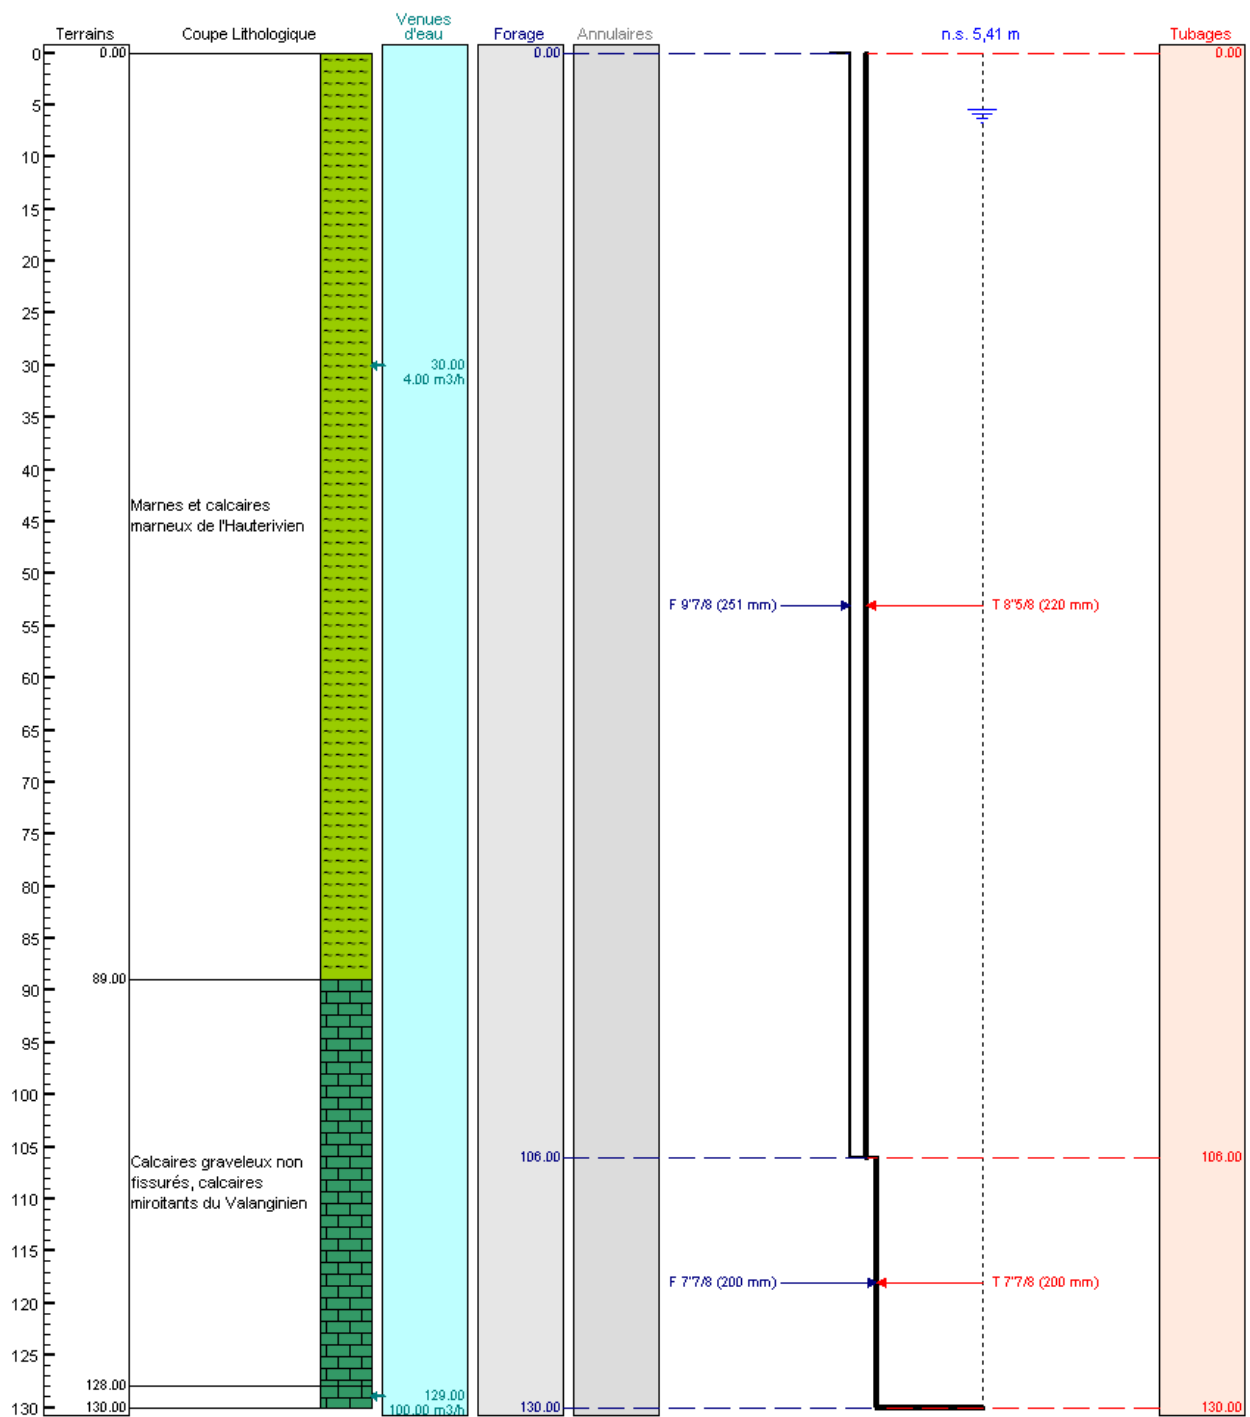 Terrains
Coupe Lithologique
Venues
d'eau
Forage
Annulaires
n.s. 5,41 m
Tubages
0
0.00
0.00
0.00
5
10
15
20
25
30
30.00
4.00 m3/h
35
40
Marnes et calcaires
45
marneux de l'Hauterivien
50
F 9"7/8 (251 mm)
T 8"5/8 (220 mm)
55
60
65
70
75
80
85
89.00
90
95
100
105
106.00
106.00
Calcaires graveleux non
fissurés, calcaires
110
miroitants du Valanginien
115
F 7"7/8 (200 mm)
T 7"7/8 (200 mm)
120
125
128.00
129.00
130
130.00
100.00 m3/h
130.00
130.00